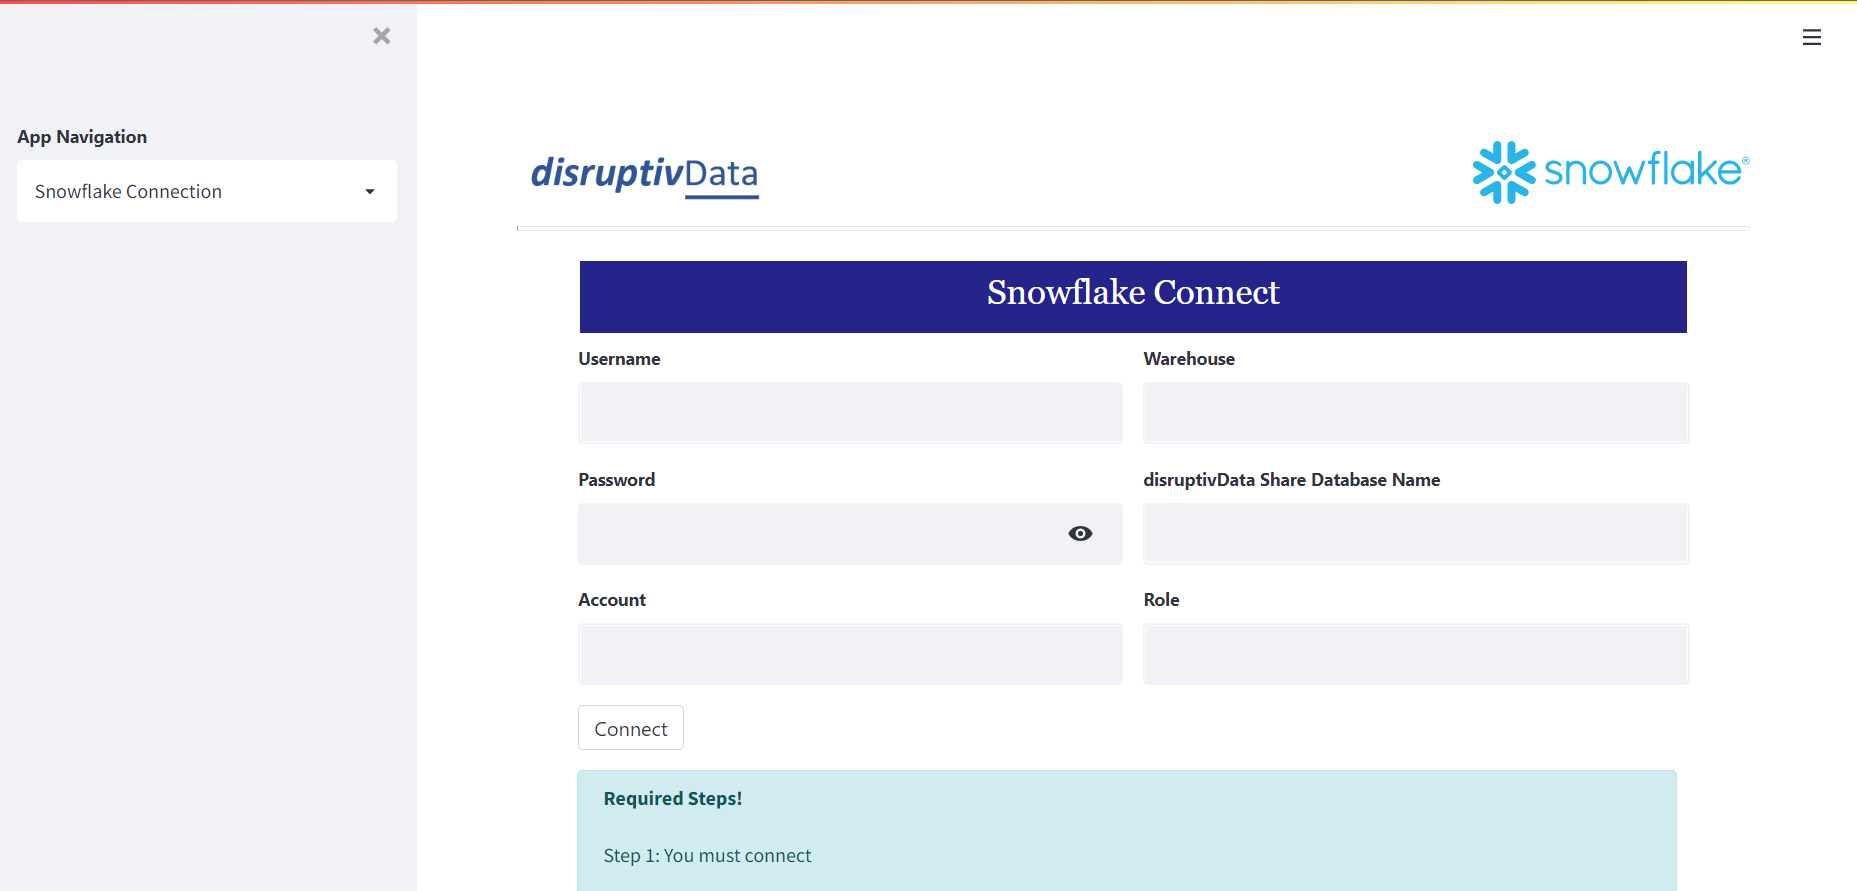 App Navigation
Snowflake Connection
disruptivData
snowflake®
Snowflake Connect
Username
Warehouse
Password
disruptivData Share Database Name
Account
Role
Connect
Required Steps!
Step 1: You must connect